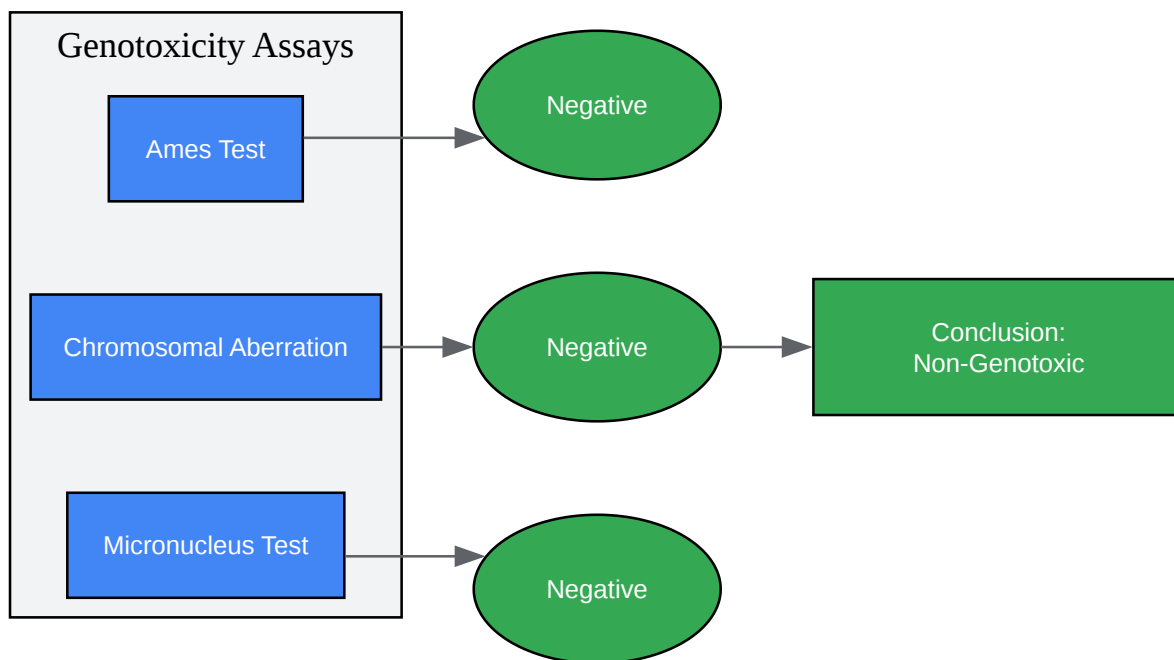 Genotoxicity Assays
Ames Test
Negative
Chromosomal Aberration
Negative
Conclusion:
Non-Genotoxic
Micronucleus Test
Negative